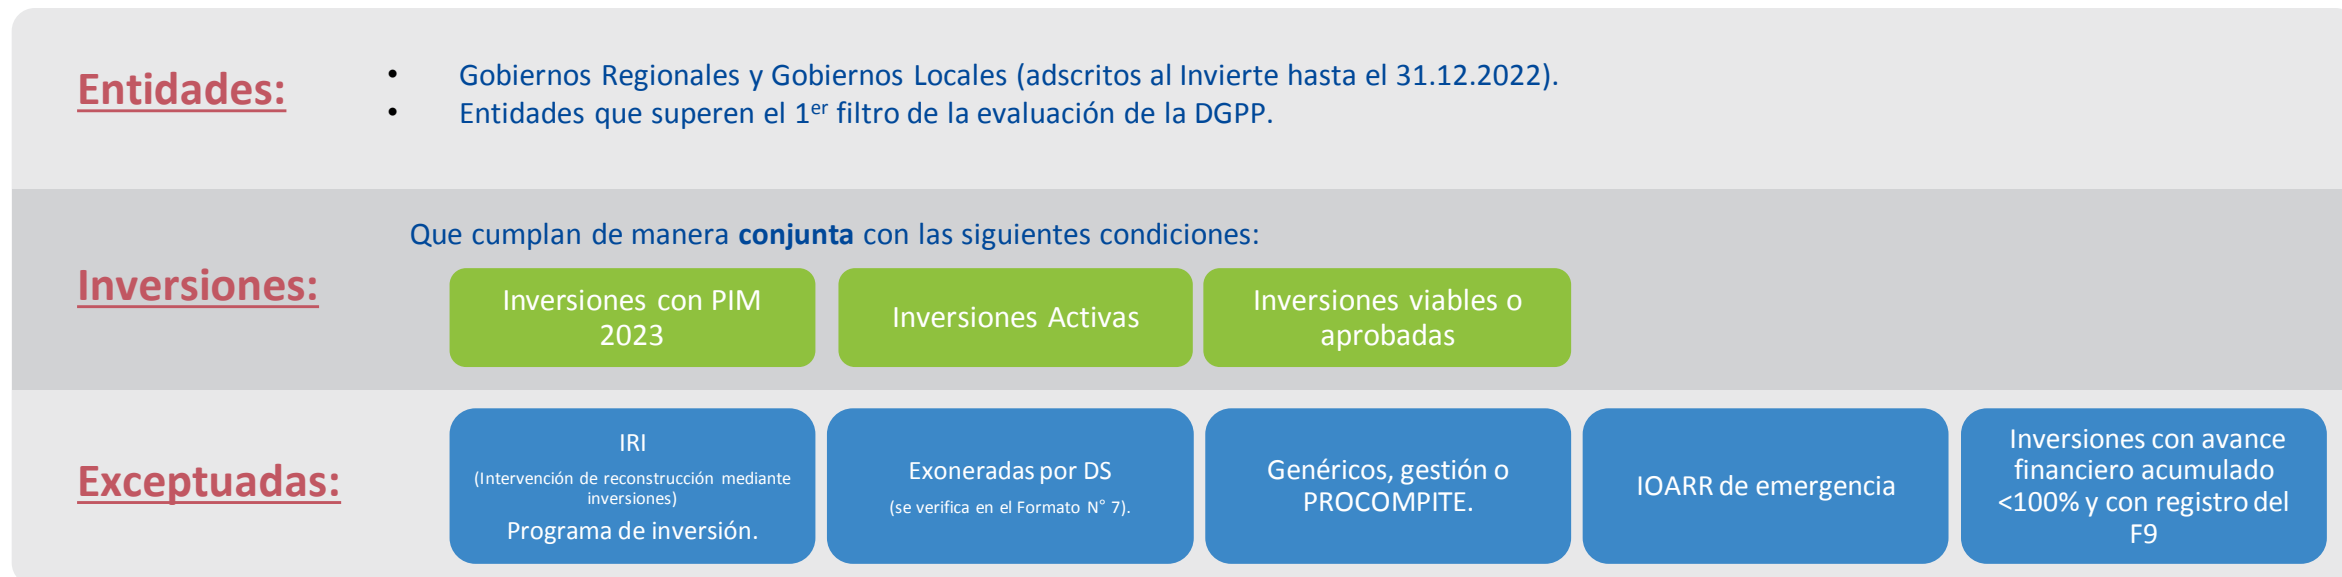 Entidades:
• Gobiernos Regionales y Gobiernos Locales (adscritos al Invierte hasta el 31.12.2022).
• Entidades que superen el 1er filtro de la evaluación de la DGPP.
Inversiones:
Que cumplan de manera conjunta con las siguientes condiciones:
Inversiones con PIM
2023
Inversiones Activas
Inversiones viables o
aprobadas
Exceptuadas:
IRI
(Intervención de reconstrucción mediante
inversiones)
Programa de inversión.
Exoneradas por DS
(se verifica en el Formato N° 7).
Genéricos, gestión o
PROCOMPITE.
IOARR de emergencia
Inversiones con avance
financiero acumulado
<100% y con registro del
F9